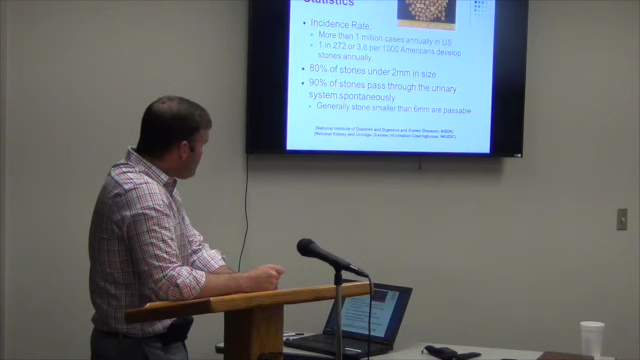 Statistics
• Incidence Rate:
• More than 1 million cases annually in US
• 1 in 272 or 3.6 per 1000 Americans develop
stones annually.
• 80% of stones under 2mm in size
• 90% of stones pass through the urinary
system spontaneously
• Generally stone smaller than 6mm are passable
(National Institute of Diabetes and Digestive and Kidney Diseases, NIDDK)
(National Kidney and Urologic Diseases Information Clearinghouse, NKUDIC)